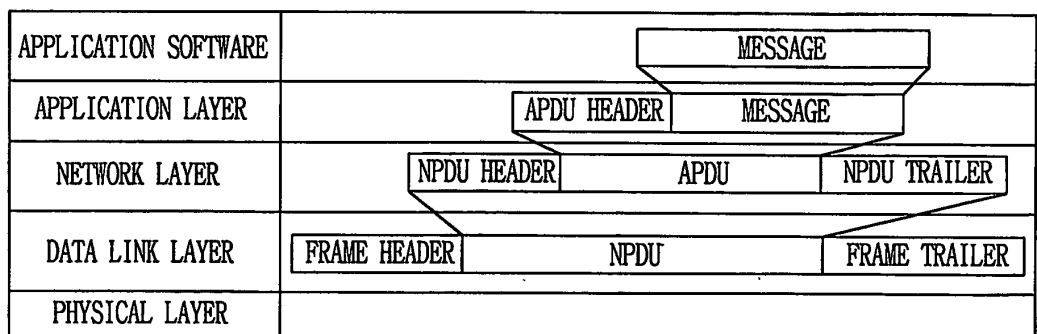 APPLICATION SOFTWARE
MESSAGE
APPLICATION LAYER
APDU HEADER
MESSAGE
NETWORK LAYER
NPDU HEADER
APDU
NPDU TRAILER
DATA LINK LAYER
FRAME HEADER
NPDU
FRAME TRAILER
PHYSICAL LAYER